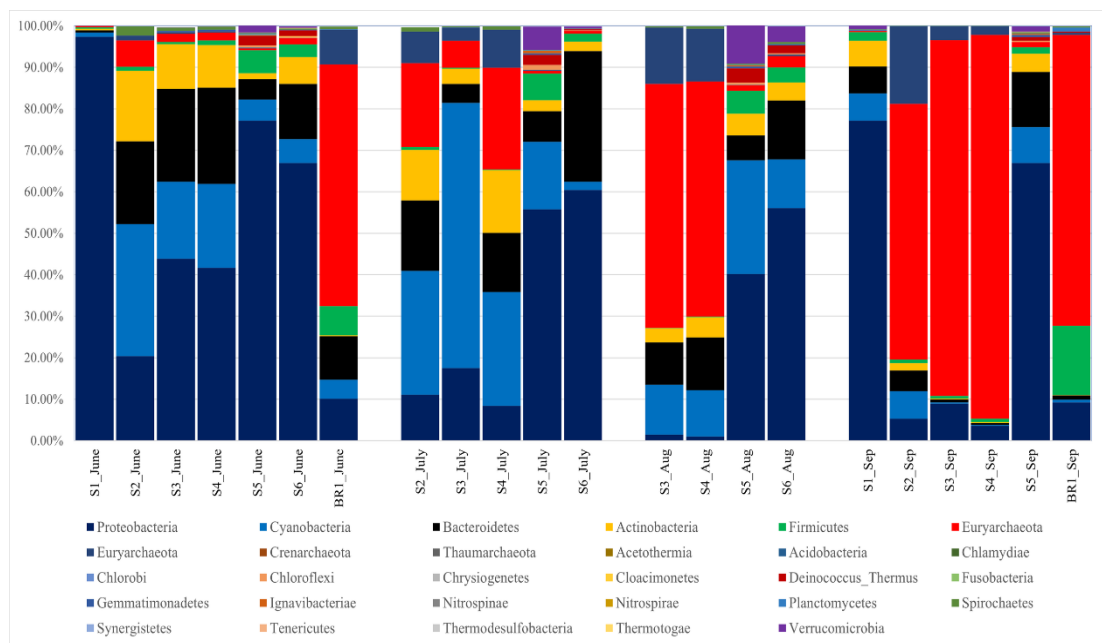 100.00%
90.00%
80.00%
70.00%
60.00%
50.00%
40.00%
30.00%
20.00%
10.00%
0.00%
S1_June S2_June S3_June S4_June S5_June S6_June BR1_June S2_July S3_July S4_July S5_July S6_July S3_Aug S4_Aug S5_Aug S6_Aug S1_Sep S2_Sep S3_Sep S4_Sep S5_Sep BR1_Sep
Proteobacteria Cyanobacteria Bacteroidetes Actinobacteria Firmicutes Euryarchaeota
Euryarchaeota Crenarchaeota Thaumarchaeota Acetothermia Acidobacteria Chlamydiae
Chlorobi Chloroflexi Chrysiogenetes Cloacimonetes Deinococcus_Thermus Fusobacteria
Gemmatimonadetes Ignavibacteriae Nitrospinae Nitrospirae Planctomycetes Spirochaetes
Synergistetes Tenericutes Thermodesulfobacteria Thermotogae Verrucomicrobia